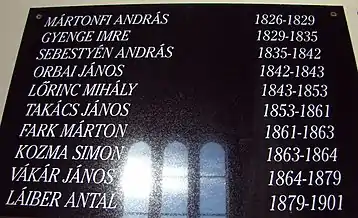 MÁRTONFI ANDRÁS 1826-1829
GYENGE IMRE 1829-1835
SEBESTYÉN ANDRÁS 1835-1842
ORBAI JÁNOS 1842-1843
LŐRINC MIHÁLY 1843-1853
TAKÁCS JÁNOS 1853-1861
FARK MÁRTON 1861-1863
KOZMA SIMON 1863-1864
VÁKÁR JÁNOS 1864-1879
LÁIBER ANTAL 1879-1901